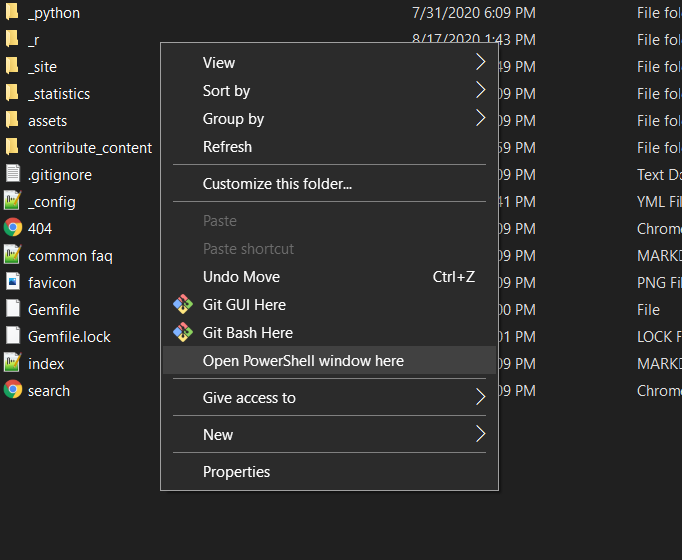 _python 7/31/2020 6:09 PM File fol
_r 8/17/2020 1:43 PM File fol
_site 49 PM File fol
_statistics 09 PM File fol
assets 09 PM File fol
contribute_content 59 PM File fol
.gitignore 09 PM Text Do
_config 41 PM YML Fi
404 09 PM Chrom
common faq 09 PM MARK
favicon 09 PM PNG Fi
Gemfile 00 PM File
Gemfile.lock 01 PM LOCK F
index 09 PM MARK
search 09 PM Chrom
View
Sort by
Group by
Refresh
Customize this folder...
Paste
Paste shortcut
Undo Move Ctrl+Z
Git GUI Here
Git Bash Here
Open PowerShell window here
Give access to
New
Properties